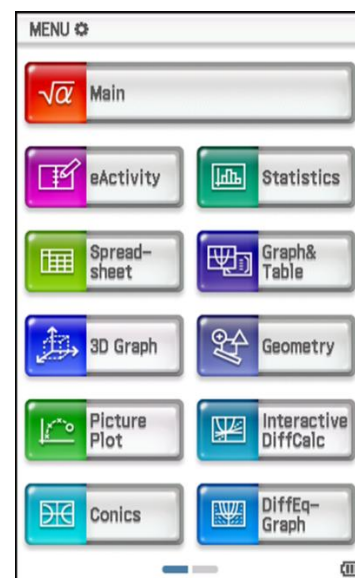 MENU
√α Main
eActivity
Statistics
Spread-
sheet
Graph&
Table
3D Graph
Geometry
Picture
Plot
Interactive
DiffCalc
Conics
DiffEq-
Graph